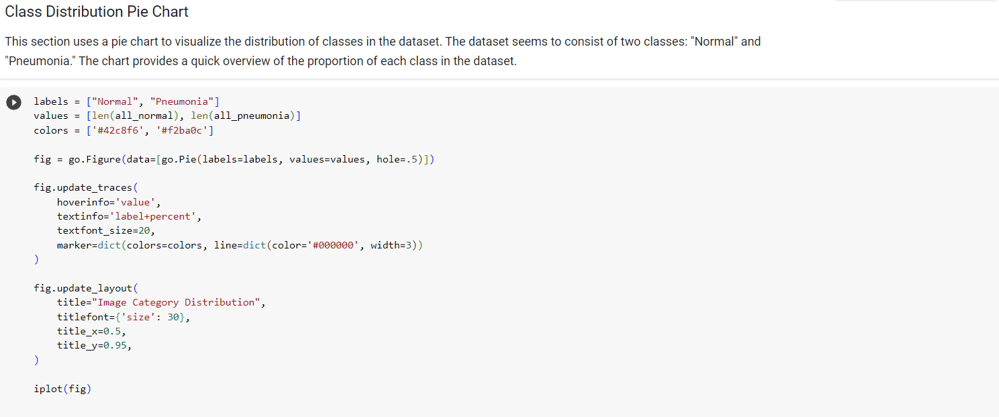 Class Distribution Pie Chart
This section uses a pie chart to visualize the distribution of classes in the dataset. The dataset seems to consist of two classes: "Normal" and
"Pneumonia." The chart provides a quick overview of the proportion of each class in the dataset.
labels = ["Normal", "Pneumonia"]
values = [len(all_normal), len(all_pneumonia)]
colors = ['#42c8f6', '#f2ba0c']
fig = go.Figure(data=[go.Pie(labels=labels, values=values, hole=.5)])
fig.update_traces(
    hoverinfo='value',
    textinfo='label+percent',
    textfont_size=20,
    marker=dict(colors=colors, line=dict(color='#000000', width=3))
)
fig.update_layout(
    title="Image Category Distribution",
    titlefont={'size': 30},
    title_x=0.5,
    title_y=0.95,
)
iplot(fig)